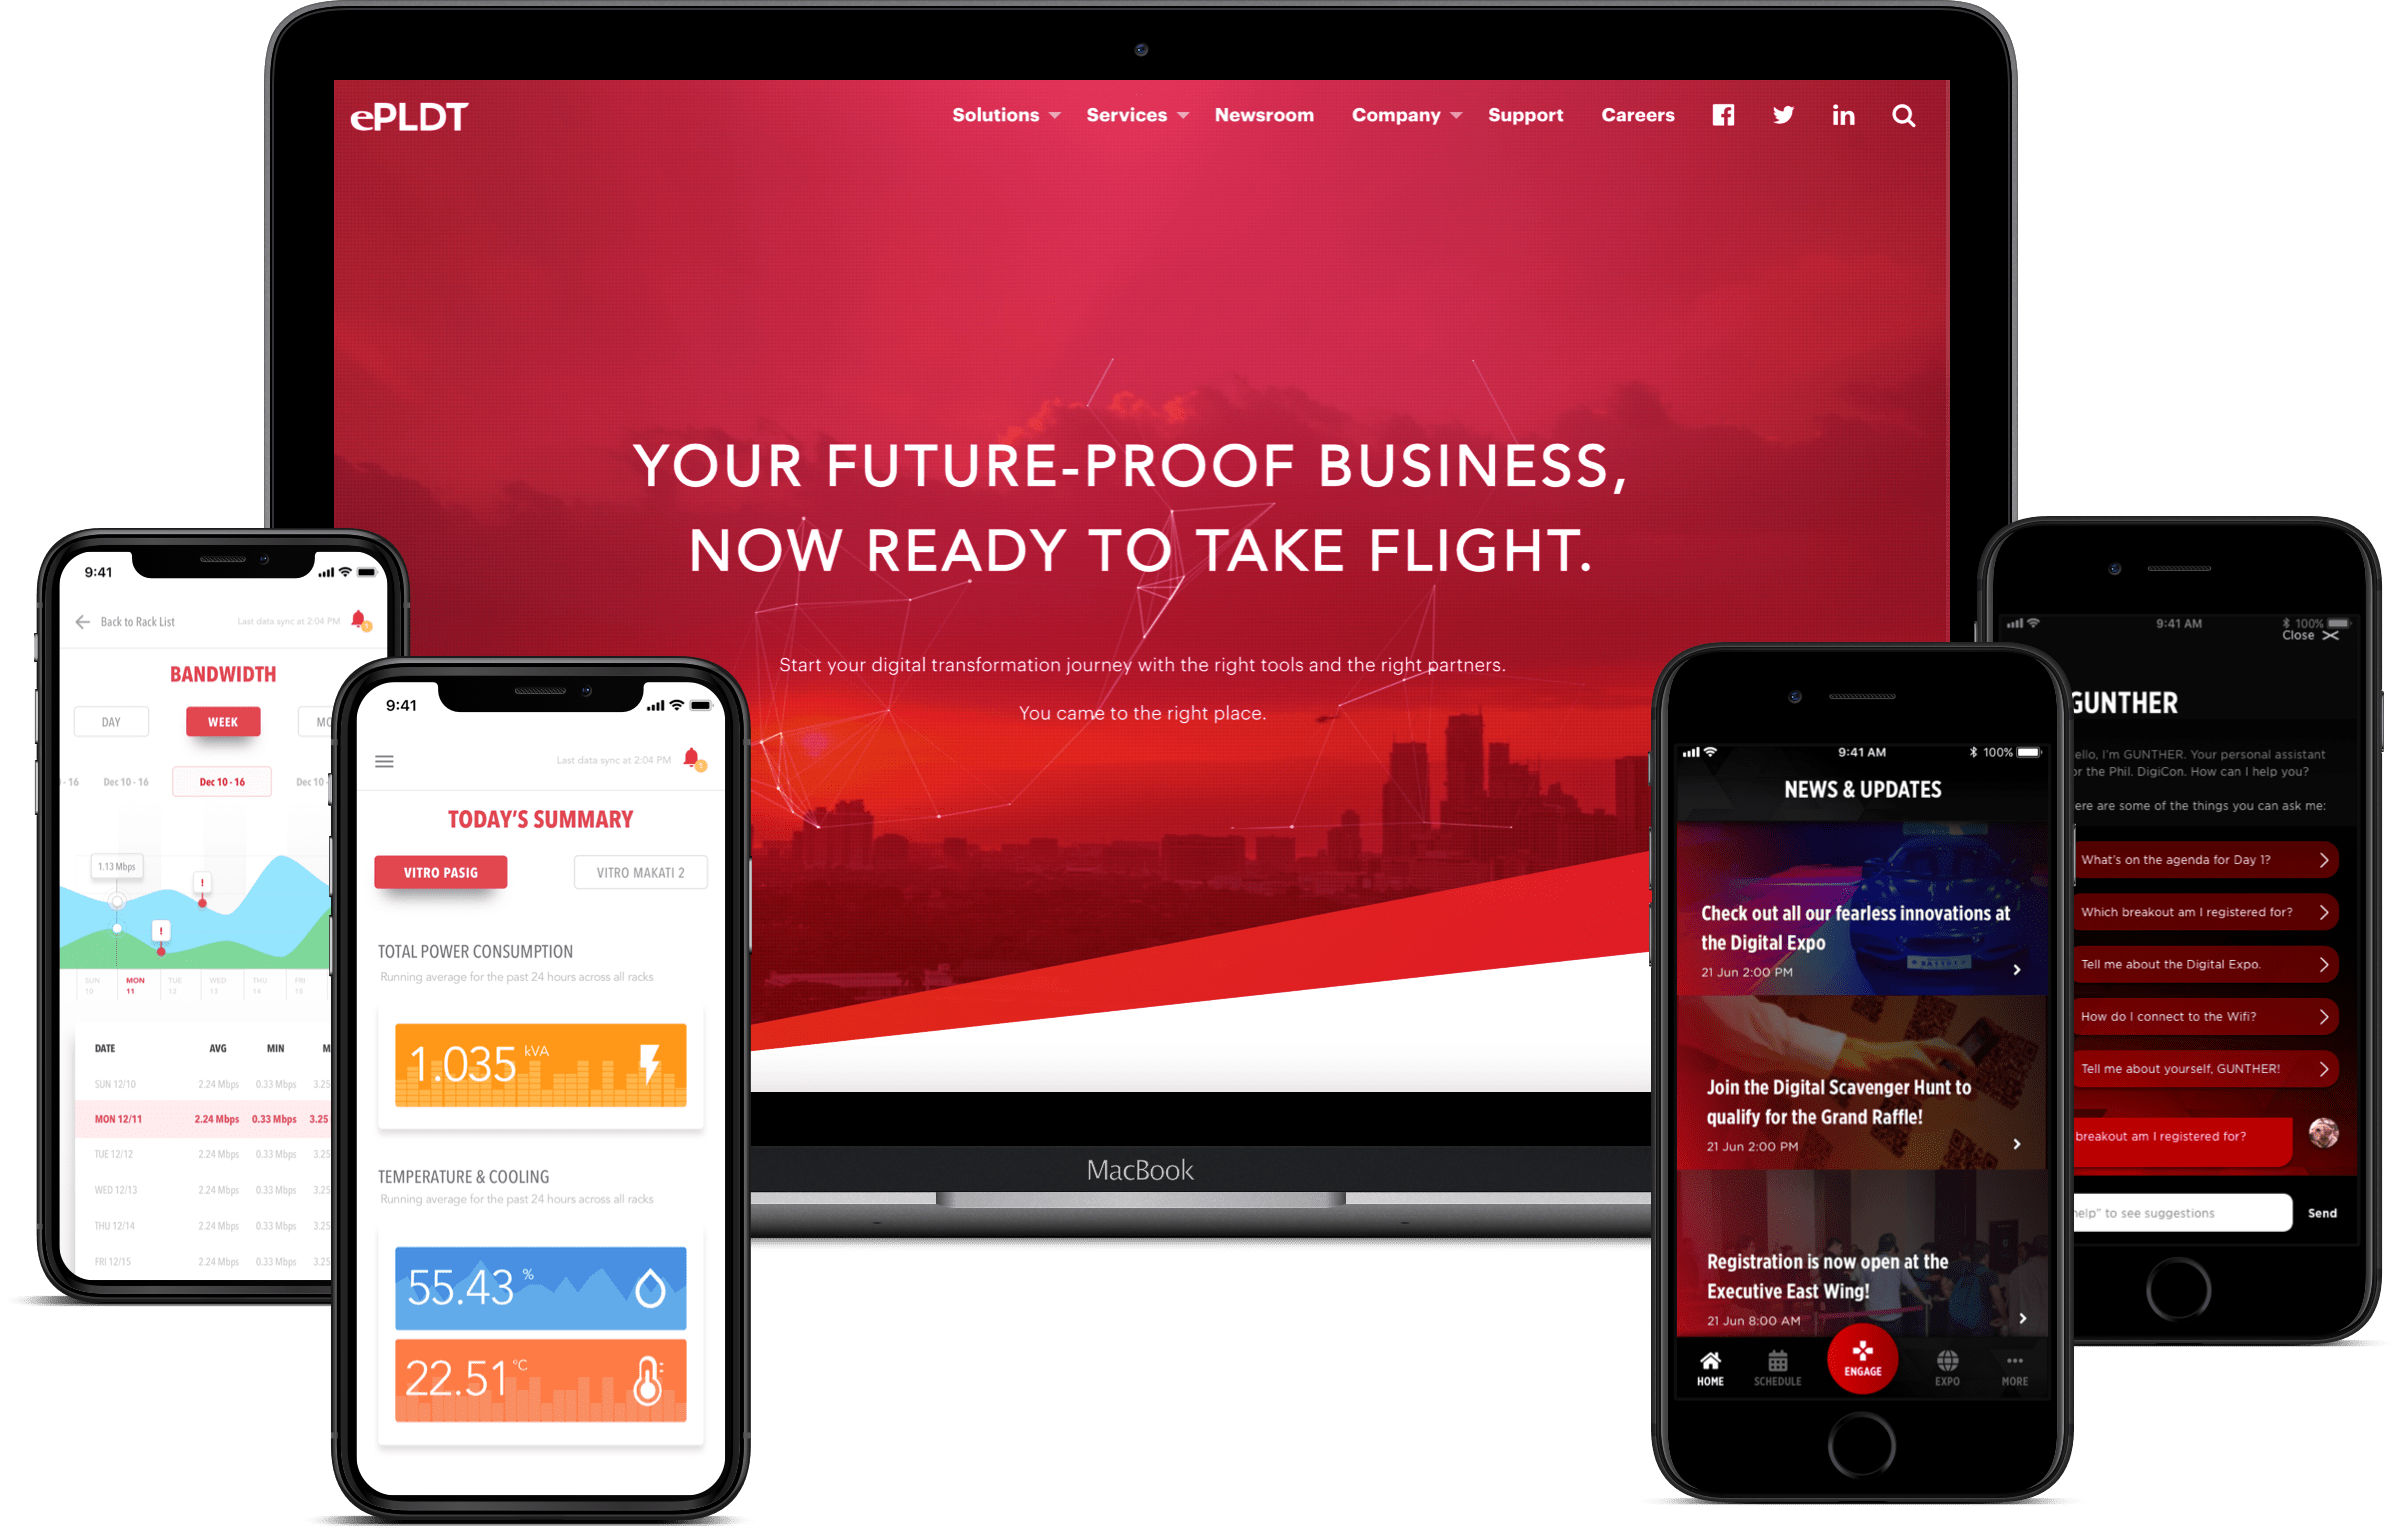 ePLDT
Solutions
Services
Newsroom
Company
Support
Careers
YOUR FUTURE-PROOF BUSINESS,
NOW READY TO TAKE FLIGHT.
Start your digital transformation journey with the right tools and the right partners.
You came to the right place.
MacBook
9:41
Back to Rack List
Last data sync at 2:04 PM
1
BANDWIDTH
DAY
WEEK
MO
- 16
Dec 10 - 16
Dec 10 - 16
Dec 10 -
1.13 Mbps
!
!
SUN MON TUE WED THU FRI
10 11 12 13 14 15
DATE AVG MIN M
SUN 12/10 2.24 Mbps 0.33 Mbps 3.25
MON 12/11 2.24 Mbps 0.33 Mbps 3.25
TUE 12/12 2.24 Mbps 0.33 Mbps 3.25
WED 12/13 2.24 Mbps 0.33 Mbps 3.25
THU 12/14 2.24 Mbps 0.33 Mbps 3.25
FRI 12/15 2.24 Mbps 0.33 Mbps 3.25
9:41
Last data sync at 2:04 PM
1
TODAY'S SUMMARY
VITRO PASIG
VITRO MAKATI 2
TOTAL POWER CONSUMPTION
Running average for the past 24 hours across all racks
1.035 kVA
TEMPERATURE & COOLING
Running average for the past 24 hours across all racks
55.43 %
22.51 °C
9:41 AM
100%
NEWS & UPDATES
Check out all our fearless innovations at
the Digital Expo
21 Jun 2:00 PM
Join the Digital Scavenger Hunt to
qualify for the Grand Raffle!
21 Jun 2:00 PM
Registration is now open at the
Executive East Wing!
21 Jun 8:00 AM
HOME
SCHEDULE
ENGAGE
EXPO
MORE
9:41 AM
100%
Close
GUNTHER
ello, I'm GUNTHER. Your personal assistant
or the Phil. DigiCon. How can I help you?
ere are some of the things you can ask me:
What's on the agenda for Day 1?
Which breakout am I registered for?
Tell me about the Digital Expo.
How do I connect to the Wifi?
Tell me about yourself, GUNTHER!
breakout am I registered for?
help" to see suggestions
Send